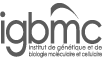 igbmc
institut de génétique et de
biologie moléculaire et cellulaire